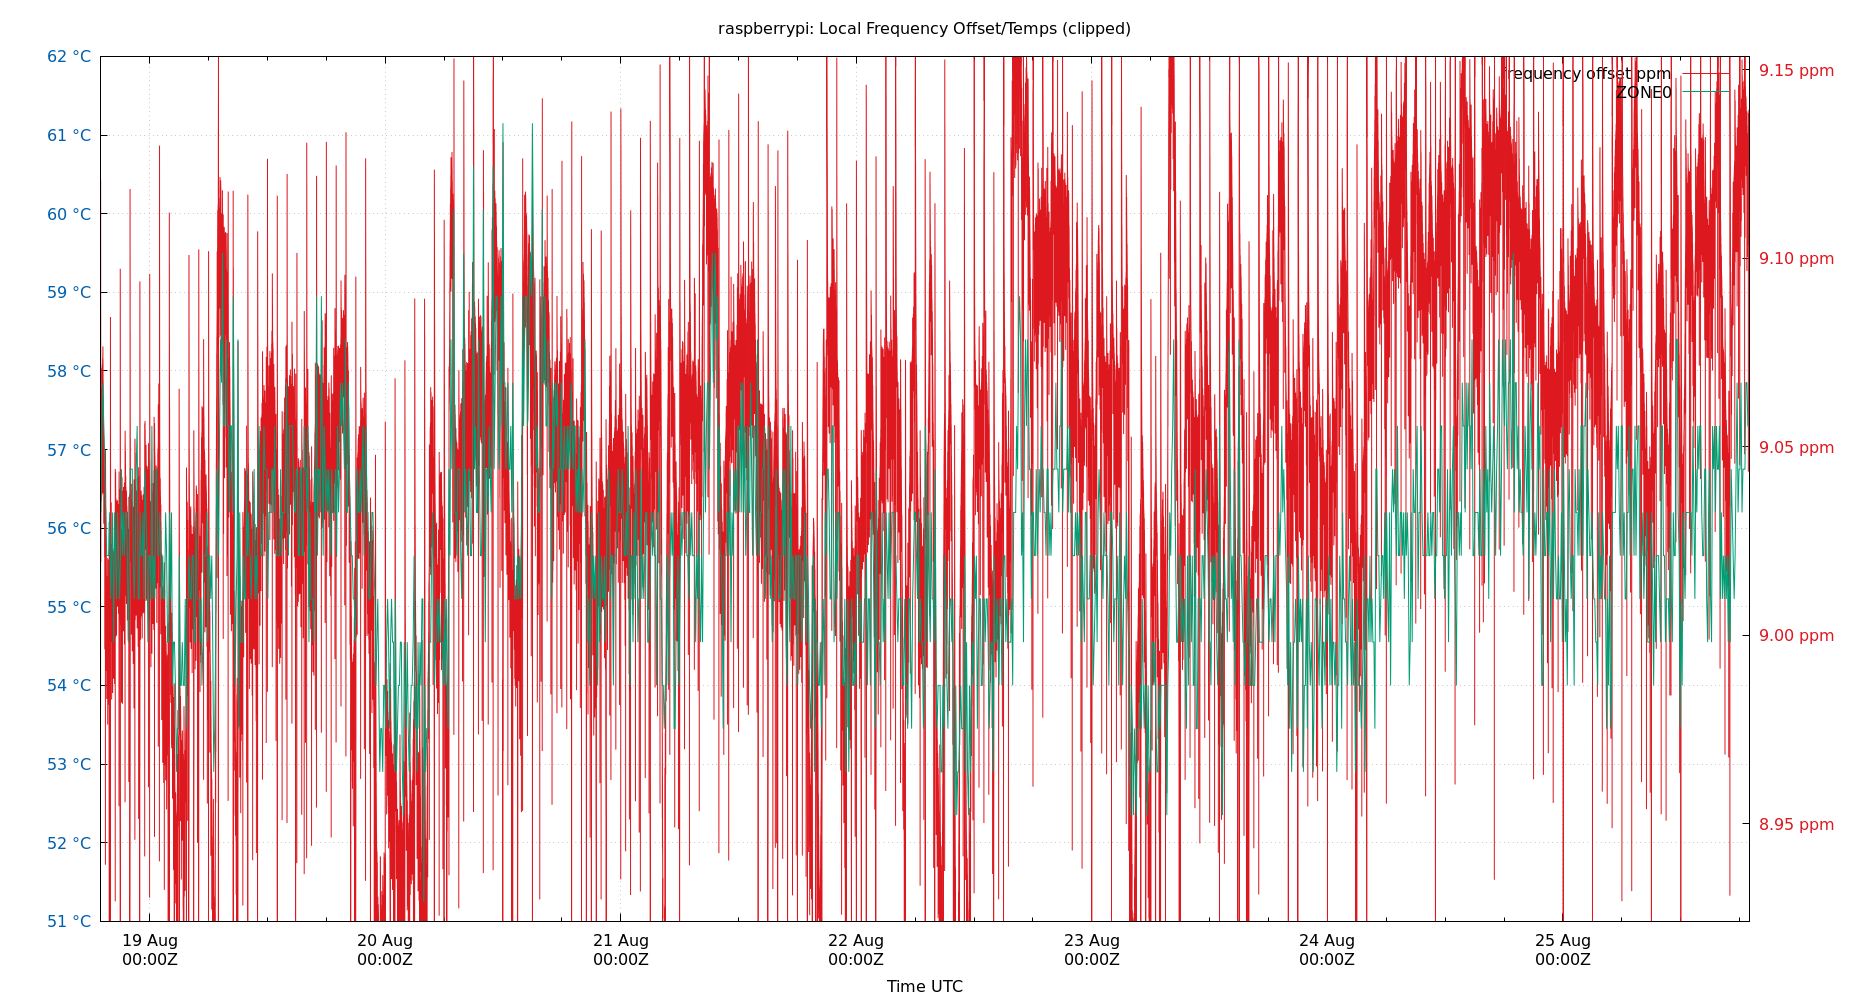 raspberrypi: Local Frequency Offset/Temps (clipped)
62 °C
61 °C
60 °C
59 °C
58 °C
57 °C
56 °C
55 °C
54 °C
53 °C
52 °C
51 °C
9.15 ppm
9.10 ppm
9.05 ppm
9.00 ppm
8.95 ppm
frequency offset ppm
ZONE0
19 Aug
00:00Z
20 Aug
00:00Z
21 Aug
00:00Z
22 Aug
00:00Z
23 Aug
00:00Z
24 Aug
00:00Z
25 Aug
00:00Z
Time UTC